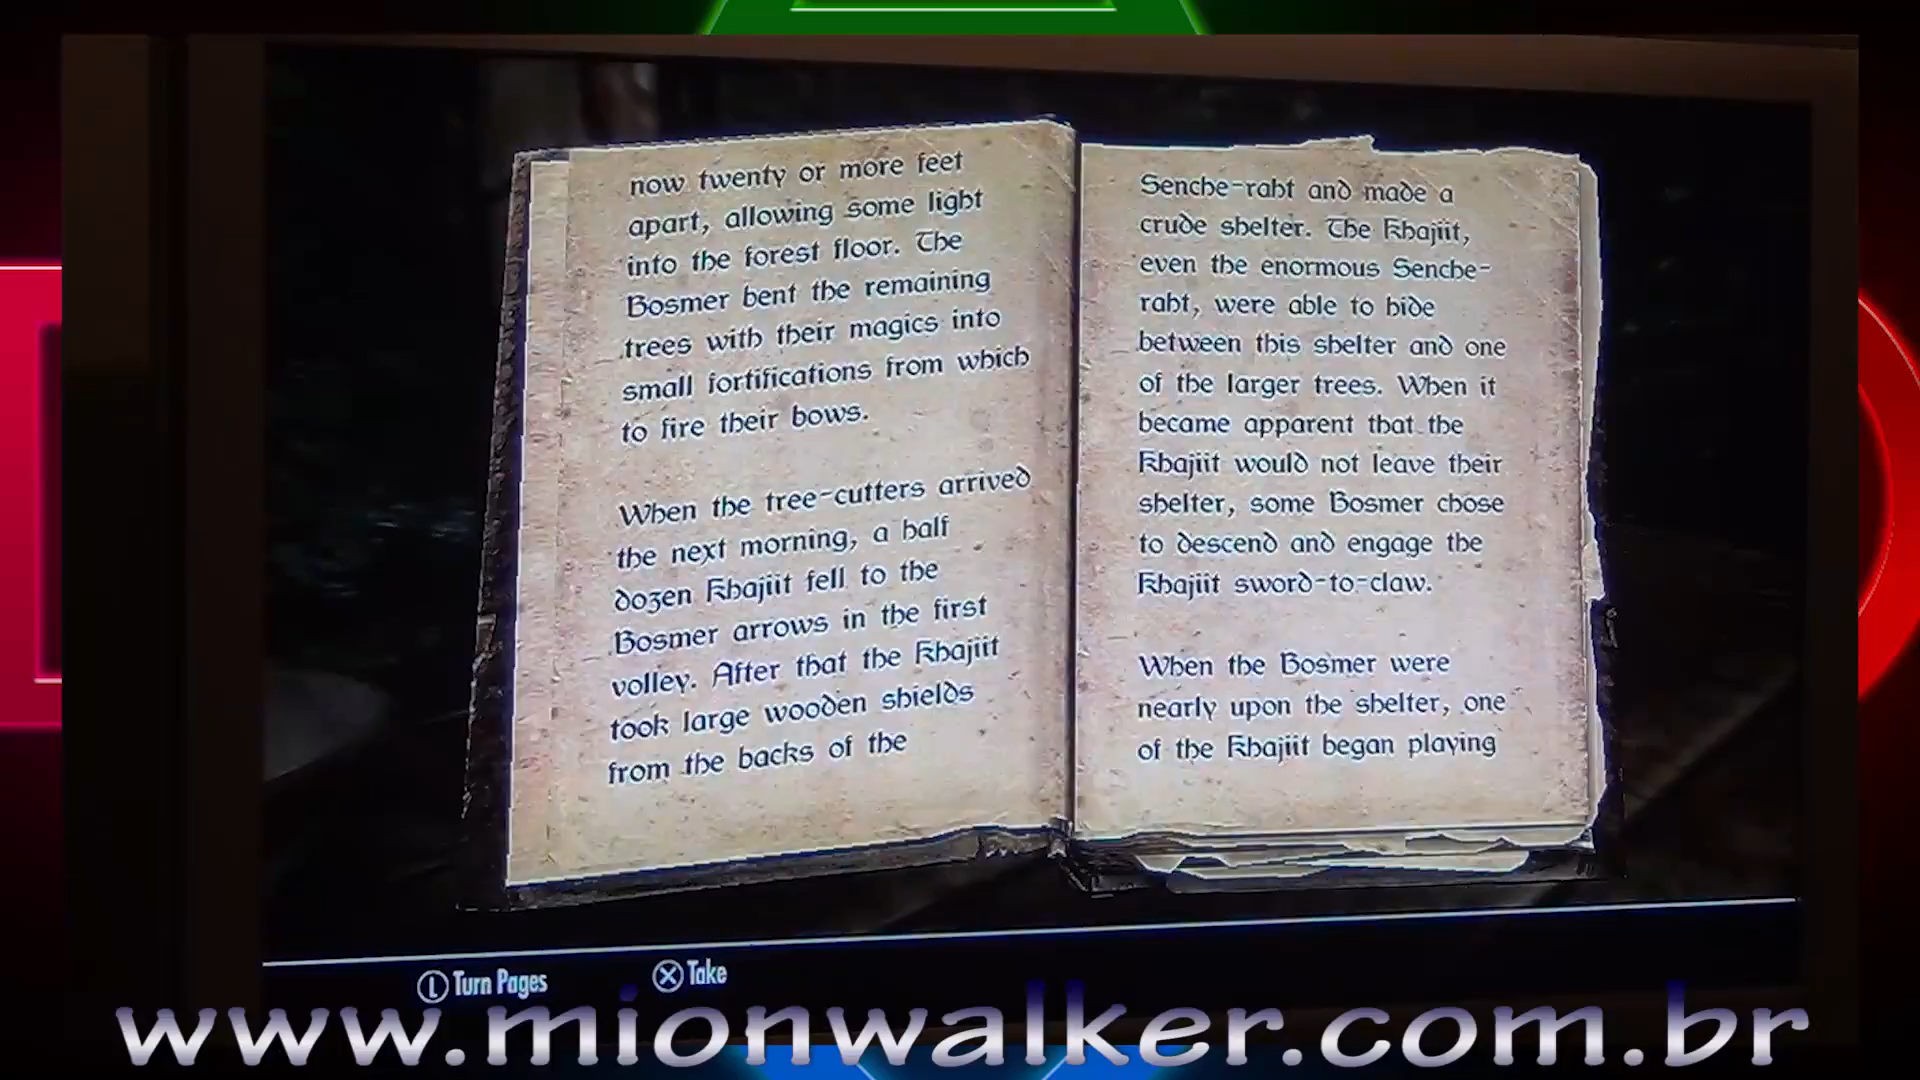 now twenty or more feet
apart, allowing some light
into the forest floor. The
Bosmer bent the remaining
trees with their magics into
small fortifications from which
to fire their bows.
When the tree-cutters arrived
the next morning, a half
dozen Khajiit fell to the
Bosmer arrows in the first
volley. After that the Khajiit
took large wooden shields
from the backs of the
Senche-raht and made a
crude shelter. The Khajiit,
even the enormous Senche-
raht, were able to hide
between this shelter and one
of the larger trees. When it
became apparent that the
Khajiit would not leave their
shelter, some Bosmer chose
to descend and engage the
Khajiit sword-to-claw.
When the Bosmer were
nearly upon the shelter, one
of the Khajiit began playing
L Turn Pages
X Take
www.mionwalker.com.br